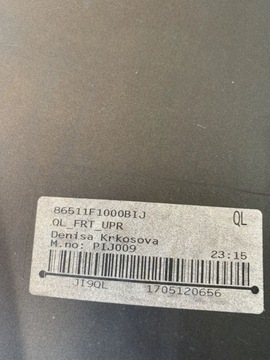 86511F1000BIJ QL
QL_FRT_UPR
Denisa Krkosova
M.no: PIJ009 23:15
JI9QL 1705120656